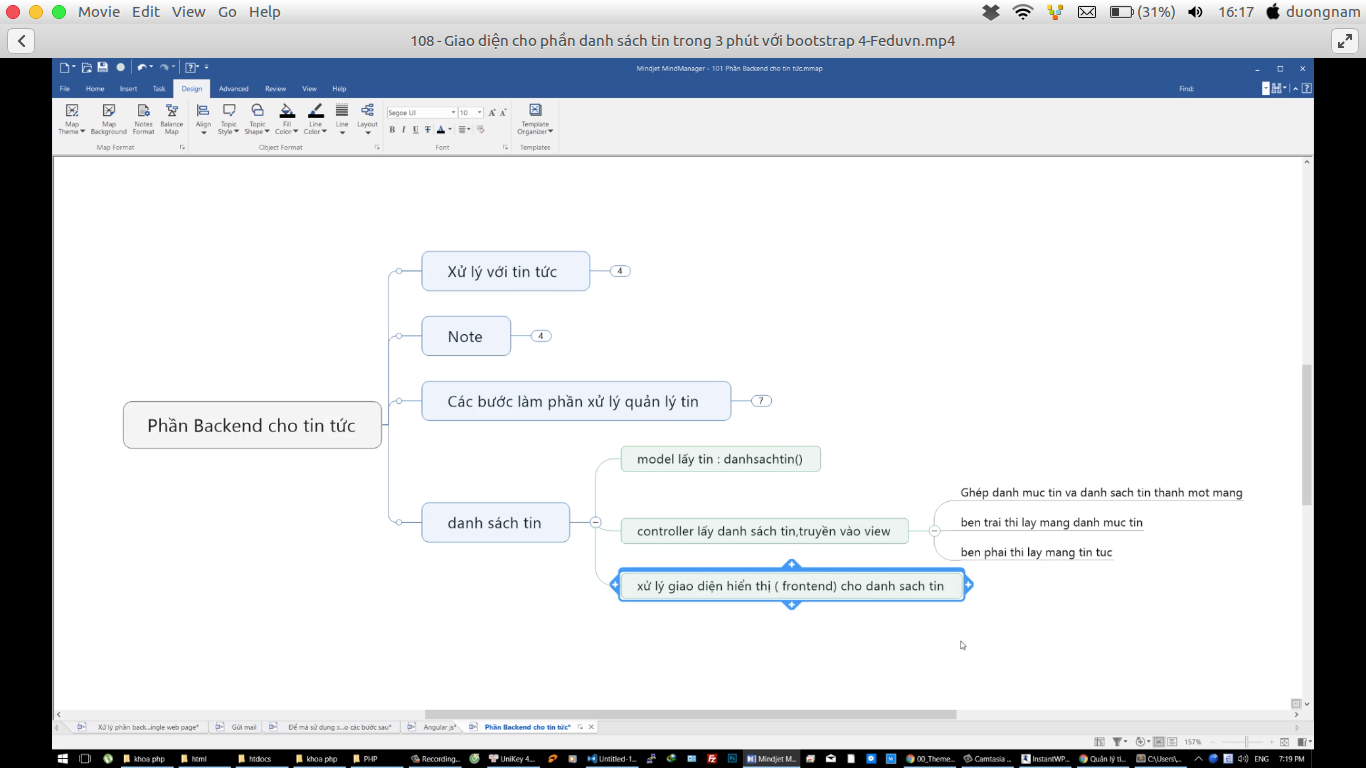 Movie Edit View Go Help
(31%) 16:17 duongnam
108 - Giao diện cho phần danh sách tin trong 3 phút với bootstrap 4-Feduvn.mp4
Mindjet MindManager - 101 Phần Backend cho tin tức.mmap
File Home Insert Task Design Advanced Review View Help Find:
Map Theme
Map Background
Notes Format
Balance Map
Align
Topic Style
Topic Shape
Fill Color
Line Color
Line
Layout
Segoe UI 10
B I U
Template Organizer
Map Format Object Format Font Templates
Xử lý với tin tức 4
Note 4
Các bước làm phần xử lý quản lý tin 7
Phần Backend cho tin tức
danh sách tin
model lấy tin : danhsachtin()
controller lấy danh sách tin,truyền vào view
Ghép danh muc tin va danh sach tin thanh mot mang
ben trai thi lay mang danh muc tin
ben phai thi lay mang tin tuc
xử lý giao diện hiển thị ( frontend) cho danh sach tin
Xử lý phần back...ingle web page* Gửi mail Để mà sử dụng x...o các bước sau* Angular js* Phần Backend cho tin tức*
157%
khoa php html htdocs khoa php PHP Recording... UniKey 4.... Untitled-1... Mindjet M... 00_Theme... Camtasia ... InstantWP... Quản lý ti... C:\Users\... ENG 7:19 PM